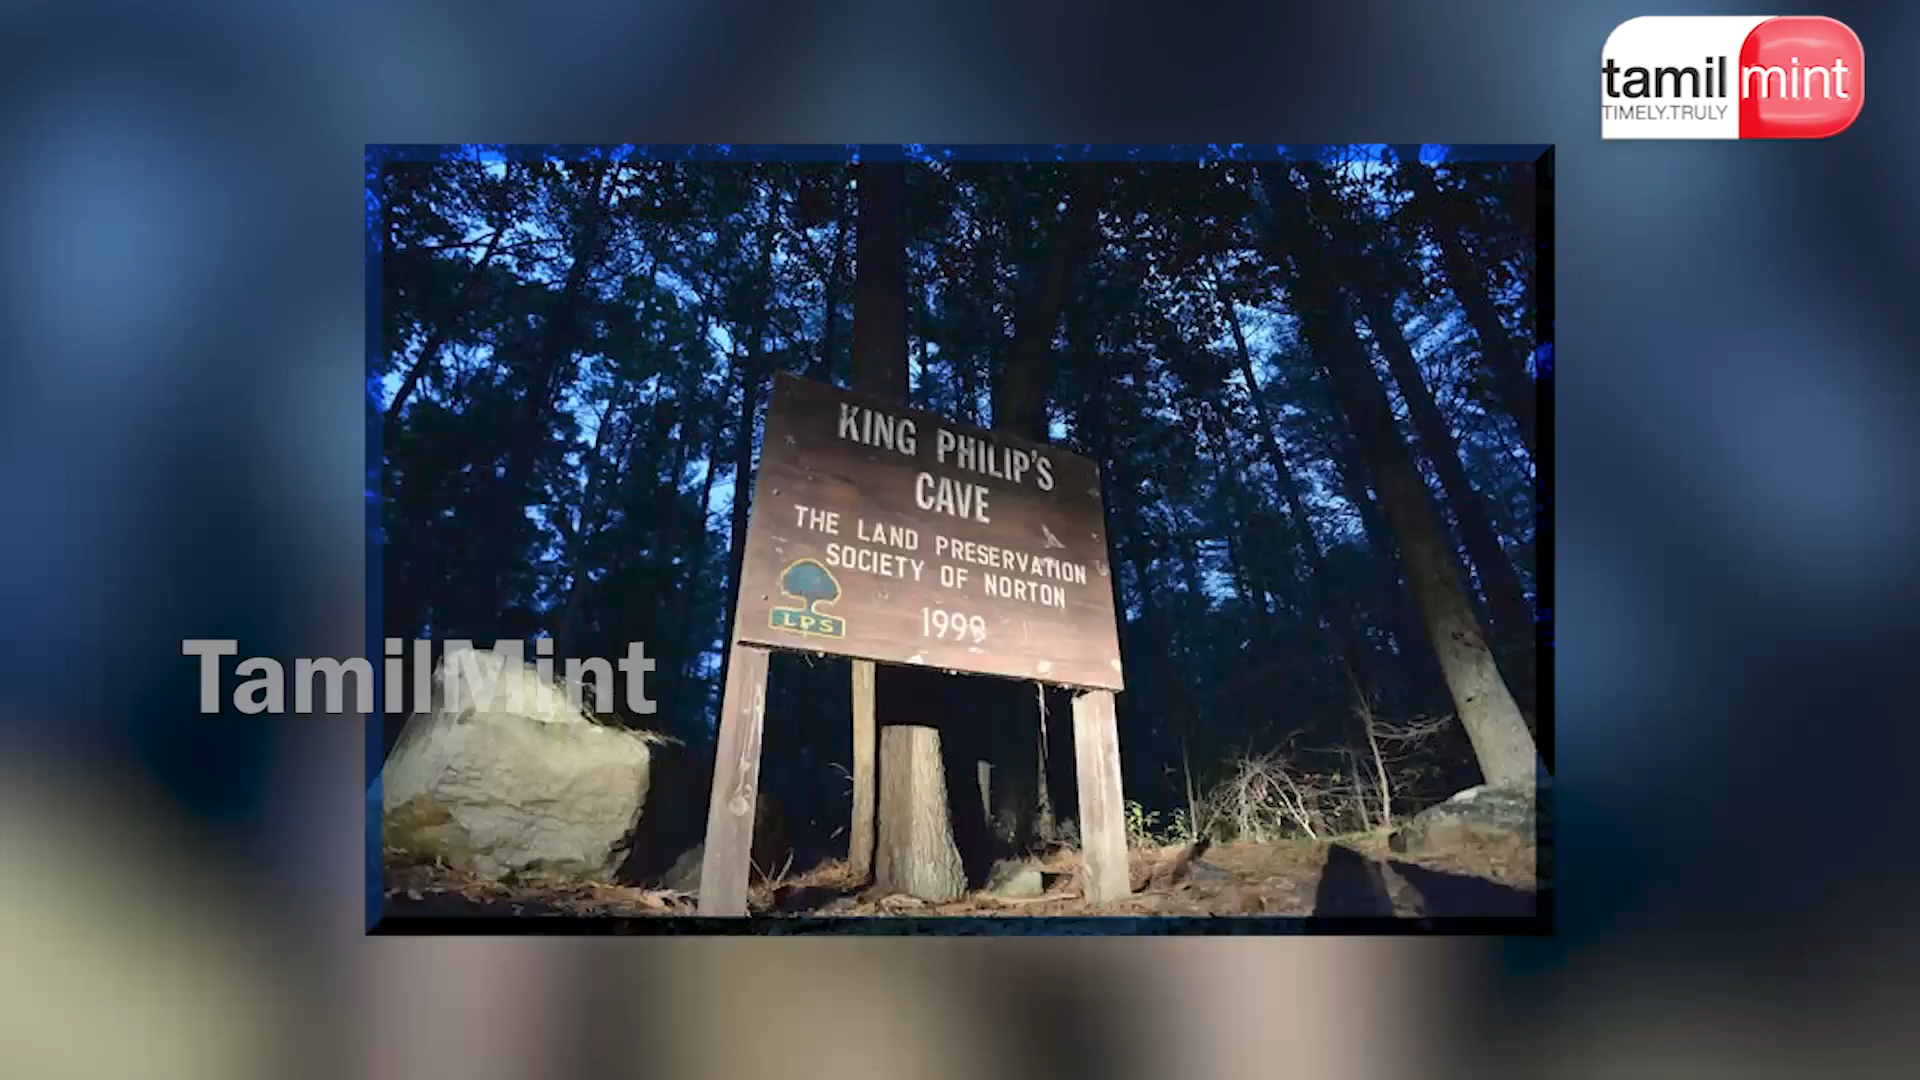 tamil mint
TIMELY.TRULY
KING PHILIP'S
CAVE
THE LAND PRESERVATION
SOCIETY OF NORTON
LPS
TamilMint